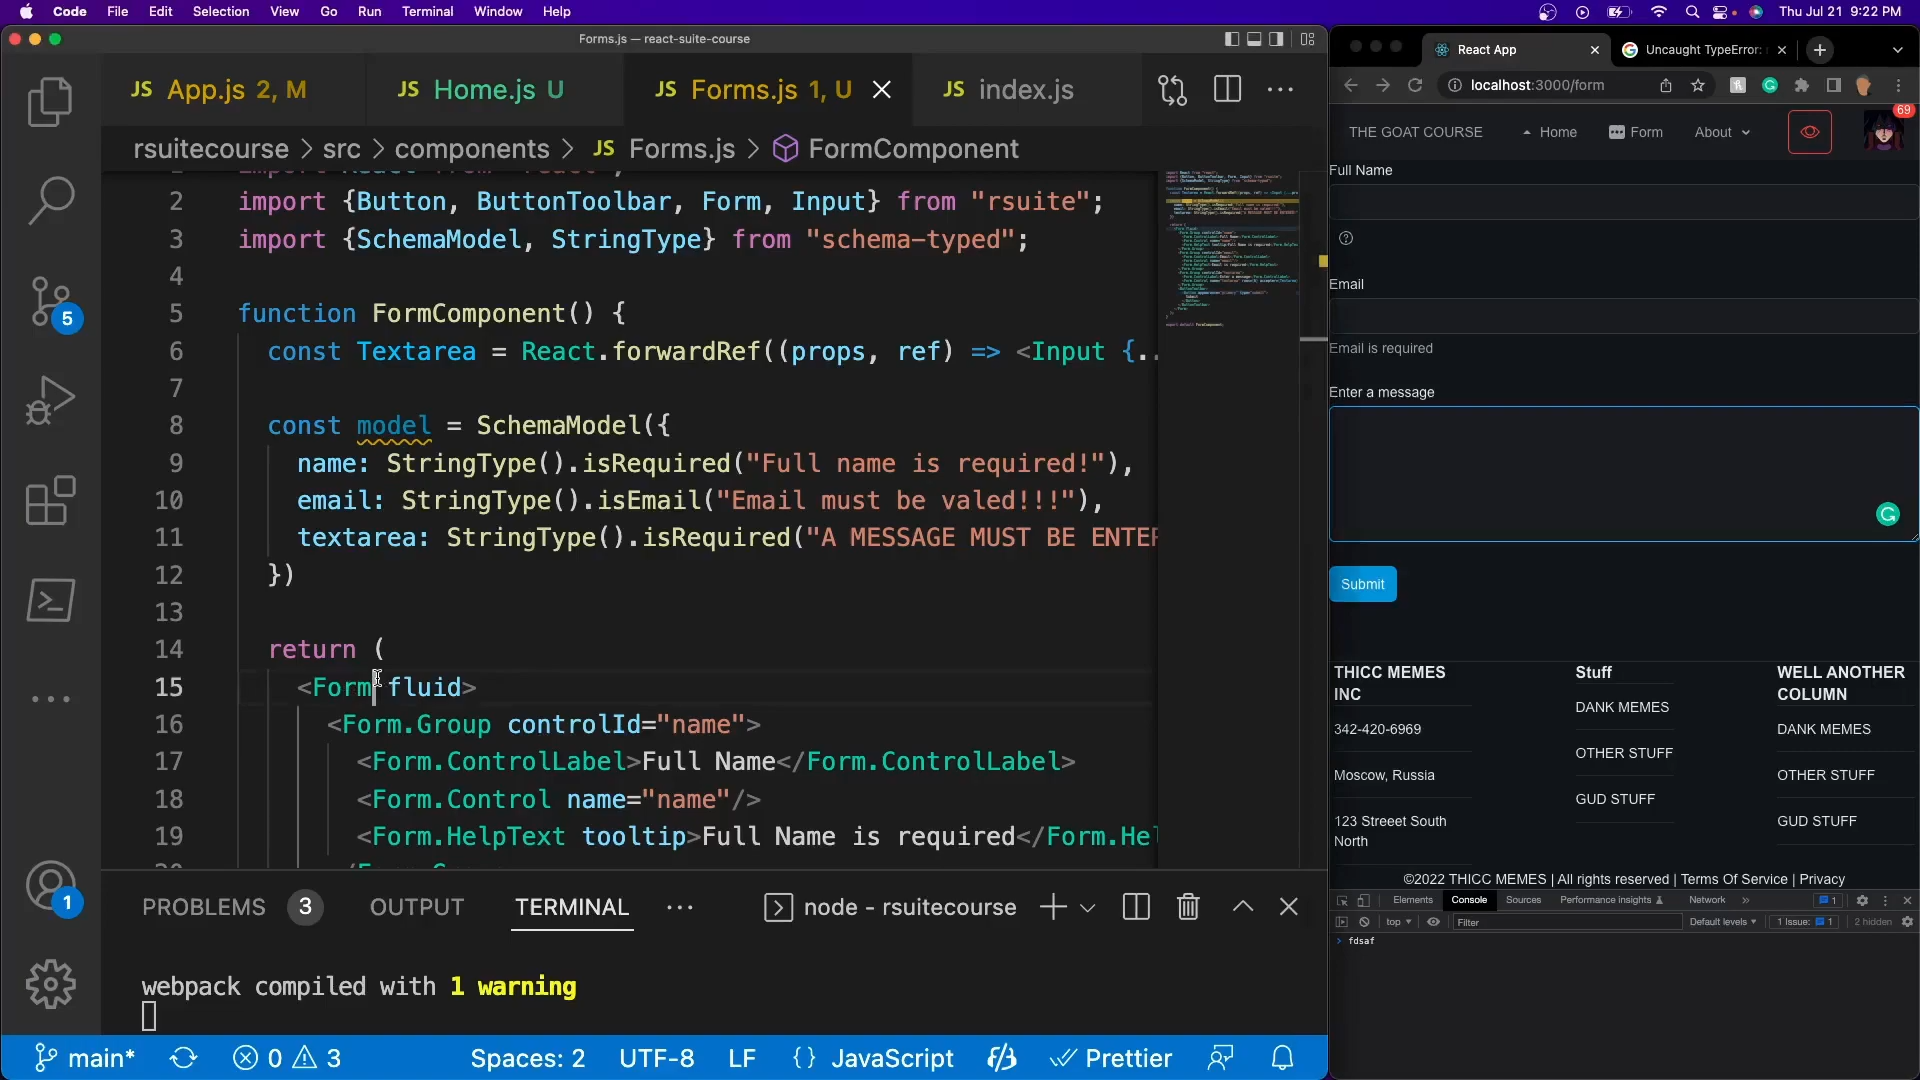 Code File Edit Selection View Go Run Terminal Window Help
Thu Jul 21 9:22 PM
Forms.js — react-suite-course
JS App.js 2, M
JS Home.js U
JS Forms.js 1, U
JS index.js
rsuitecourse > src > components > JS Forms.js > FormComponent
2 import {Button, ButtonToolbar, Form, Input} from "rsuite";
3 import {SchemaModel, StringType} from "schema-typed";
4
5 function FormComponent() {
6 const Textarea = React.forwardRef((props, ref) => <Input {..
7
8 const model = SchemaModel({
9 name: StringType().isRequired("Full name is required!"),
10 email: StringType().isEmail("Email must be valed!!!"),
11 textarea: StringType().isRequired("A MESSAGE MUST BE ENTER
12 })
13
14 return (
15 <Form fluid>
16 <Form.Group controlId="name">
17 <Form.ControlLabel>Full Name</Form.ControlLabel>
18 <Form.Control name="name"/>
19 <Form.HelpText tooltip>Full Name is required</Form.Hel
5
1
PROBLEMS 3 OUTPUT TERMINAL
node - rsuitecourse
webpack compiled with 1 warning
main* 0 3 Spaces: 2 UTF-8 LF {} JavaScript Prettier
React App
Uncaught TypeError:
localhost:3000/form
THE GOAT COURSE Home Form About
69
Full Name
Email
Email is required
Enter a message
Submit
THICC MEMES INC
342-420-6969
Moscow, Russia
123 Streeet South
North
Stuff
DANK MEMES
OTHER STUFF
GUD STUFF
WELL ANOTHER
COLUMN
DANK MEMES
OTHER STUFF
GUD STUFF
©2022 THICC MEMES | All rights reserved | Terms Of Service | Privacy
Elements Console Sources Performance insights Network » 1
top Filter Default levels 1 Issue: 1 2 hidden
> fdsaf